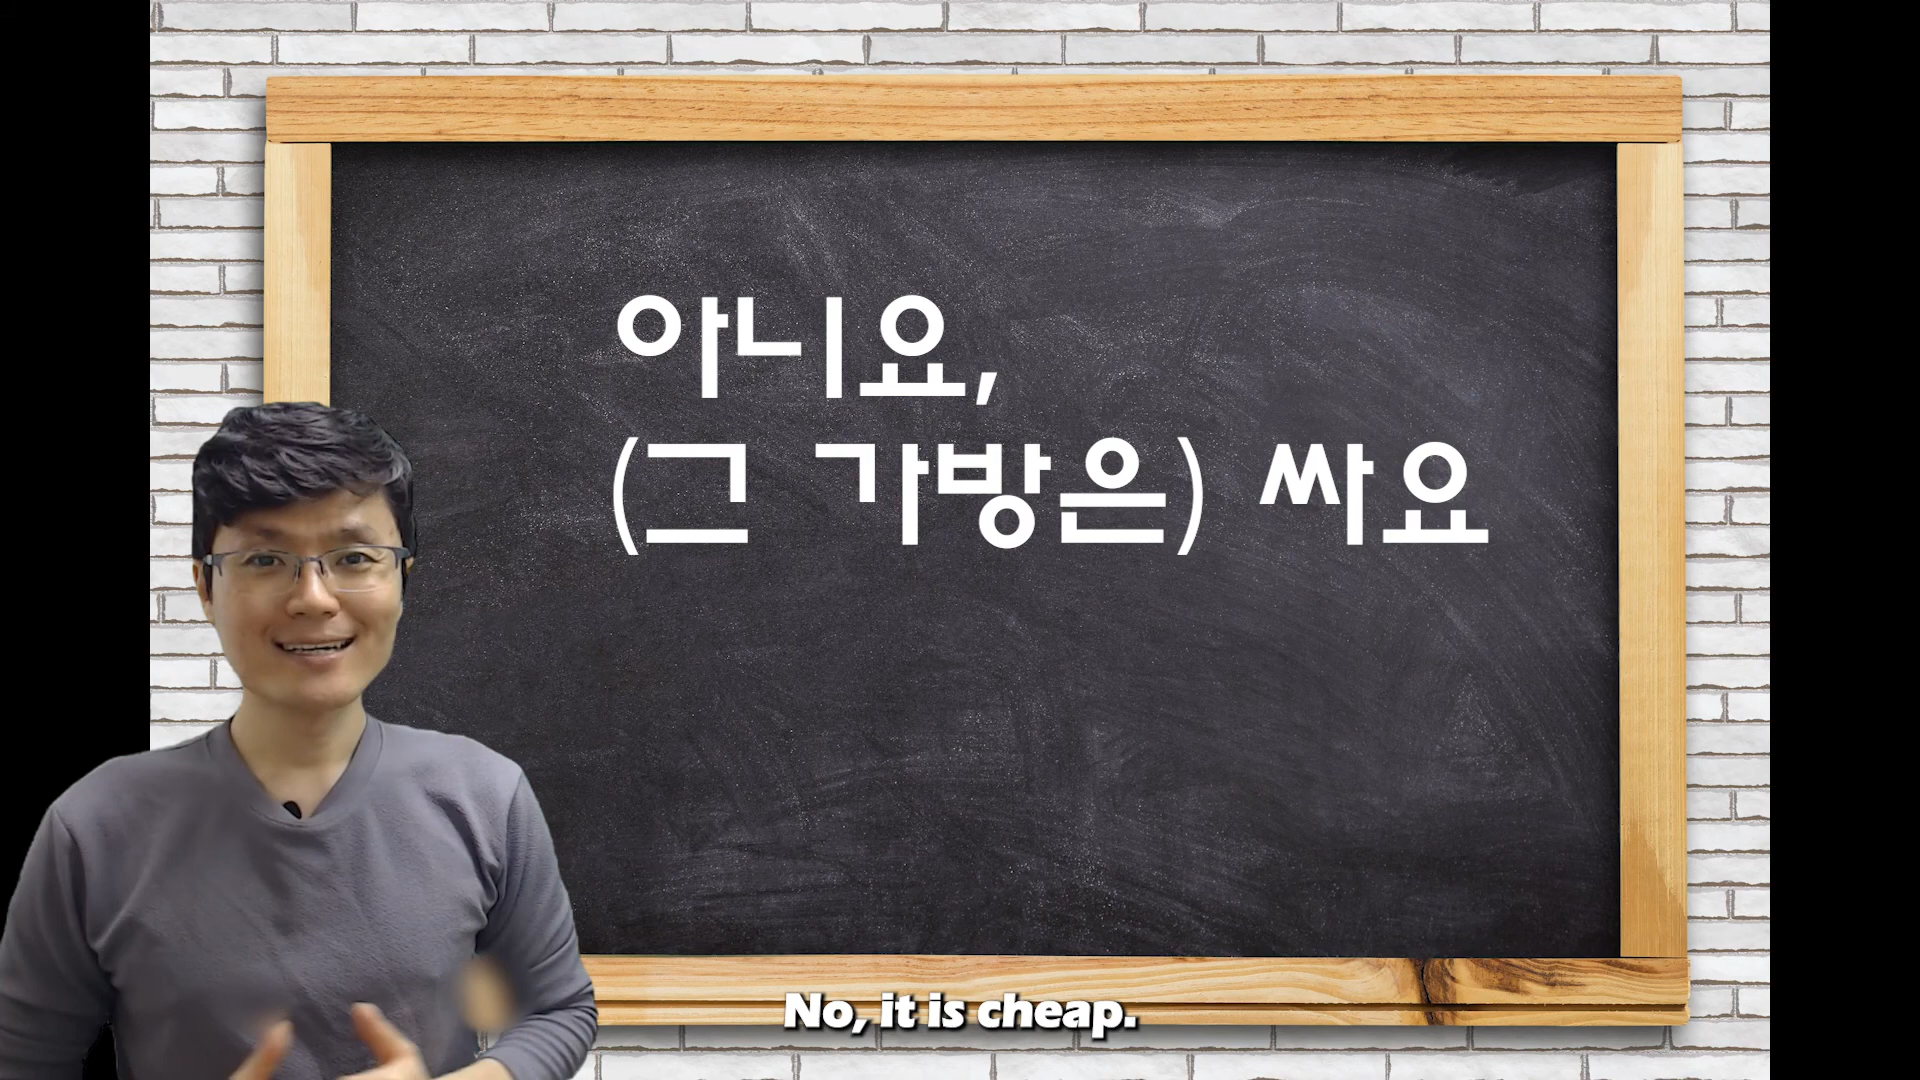 아니요,
(그 가방은) 싸요
No, it is cheap.